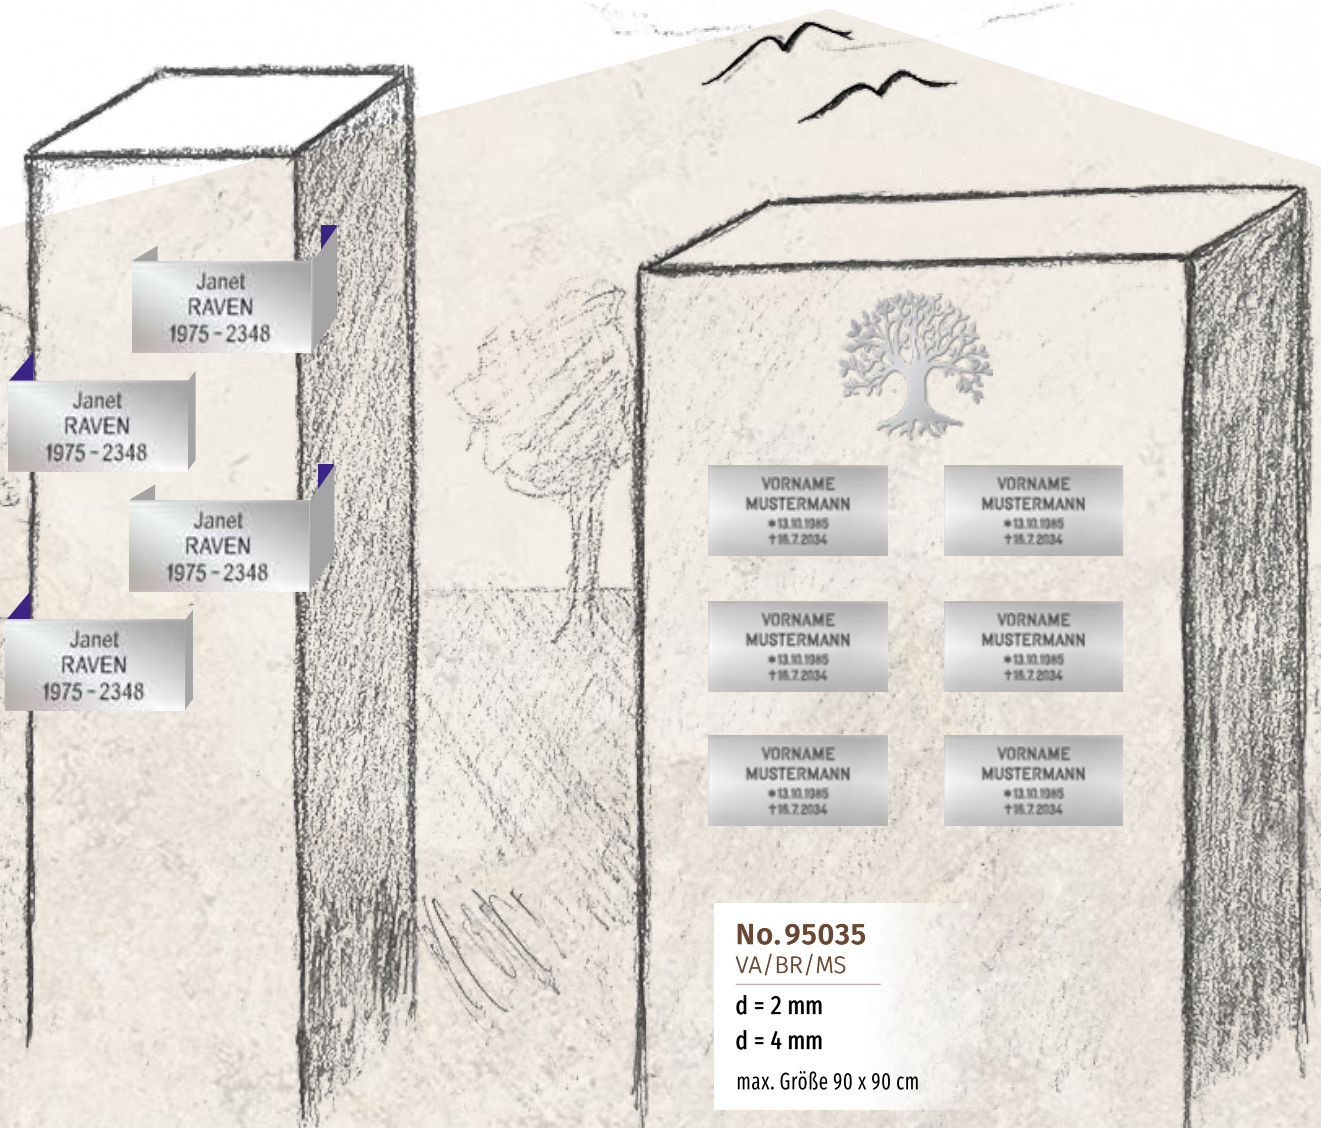 Janet
RAVEN
1975 – 2348
Janet
RAVEN
1975 – 2348
Janet
RAVEN
1975 – 2348
Janet
RAVEN
1975 – 2348
VORNAME
MUSTERMANN
*13.10.1985
†16.7.2034
VORNAME
MUSTERMANN
*13.10.1985
†16.7.2034
VORNAME
MUSTERMANN
*13.10.1985
†16.7.2034
VORNAME
MUSTERMANN
*13.10.1985
†16.7.2034
VORNAME
MUSTERMANN
*13.10.1985
†16.7.2034
VORNAME
MUSTERMANN
*13.10.1985
†16.7.2034
No. 95035
VA/BR/MS
d = 2 mm
d = 4 mm
max. Größe 90 x 90 cm